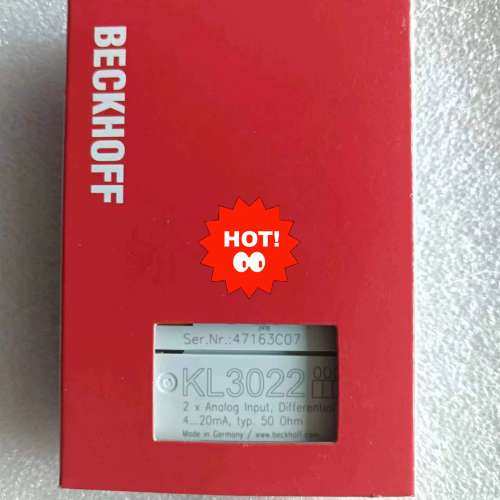 BECKHOFF
HOT!
Ser.Nr.:47163C07
KL3022
2 x Analog Input, Differential
4...20mA, typ. 50 Ohm
Made in Germany / www.beckhoff.com